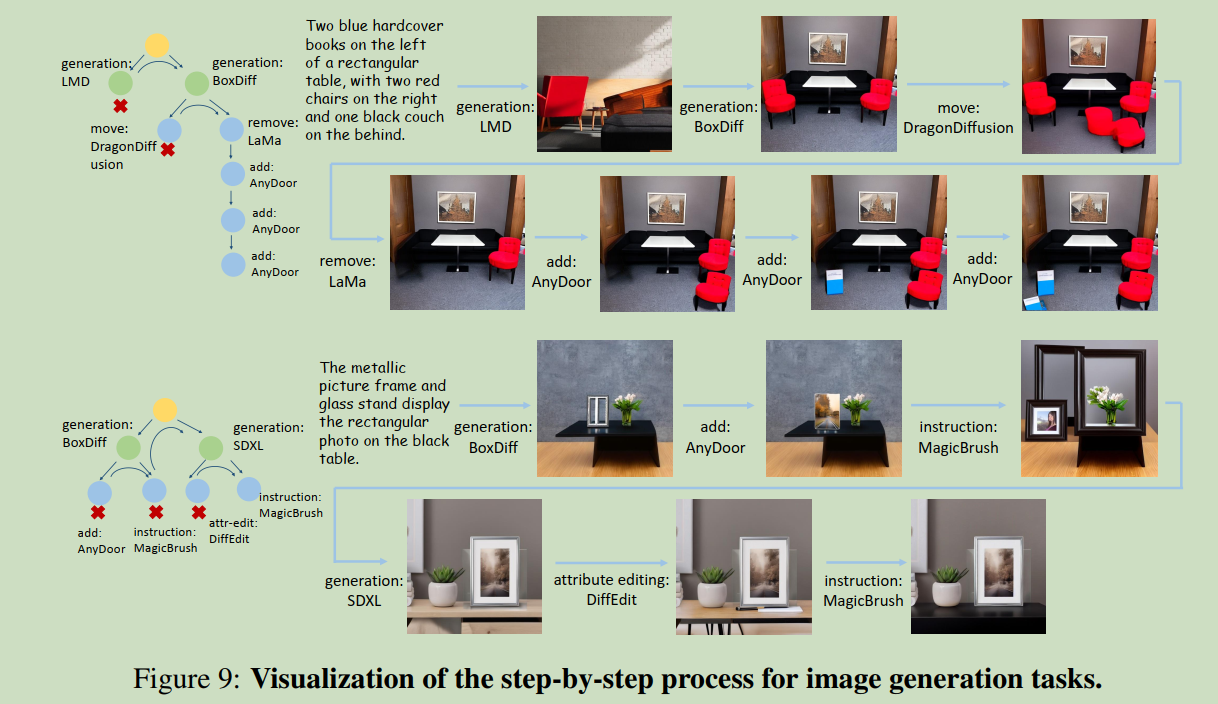 generation:
LMD
generation:
BoxDiff
move:
DragonDiff
usion
remove:
LaMa
add:
AnyDoor
add:
AnyDoor
add:
AnyDoor
Two blue hardcover
books on the left
of a rectangular
table, with two red
chairs on the right
and one black couch
on the behind.
generation:
LMD
generation:
BoxDiff
move:
DragonDiffusion
remove:
LaMa
add:
AnyDoor
add:
AnyDoor
add:
AnyDoor
generation:
BoxDiff
generation:
SDXL
add:
AnyDoor
instruction:
MagicBrush
attr-edit:
DiffEdit
instruction:
MagicBrush
The metallic
picture frame and
glass stand display
the rectangular
photo on the black
table.
generation:
BoxDiff
add:
AnyDoor
instruction:
MagicBrush
generation:
SDXL
attribute editing:
DiffEdit
instruction:
MagicBrush
Figure 9: Visualization of the step-by-step process for image generation tasks.